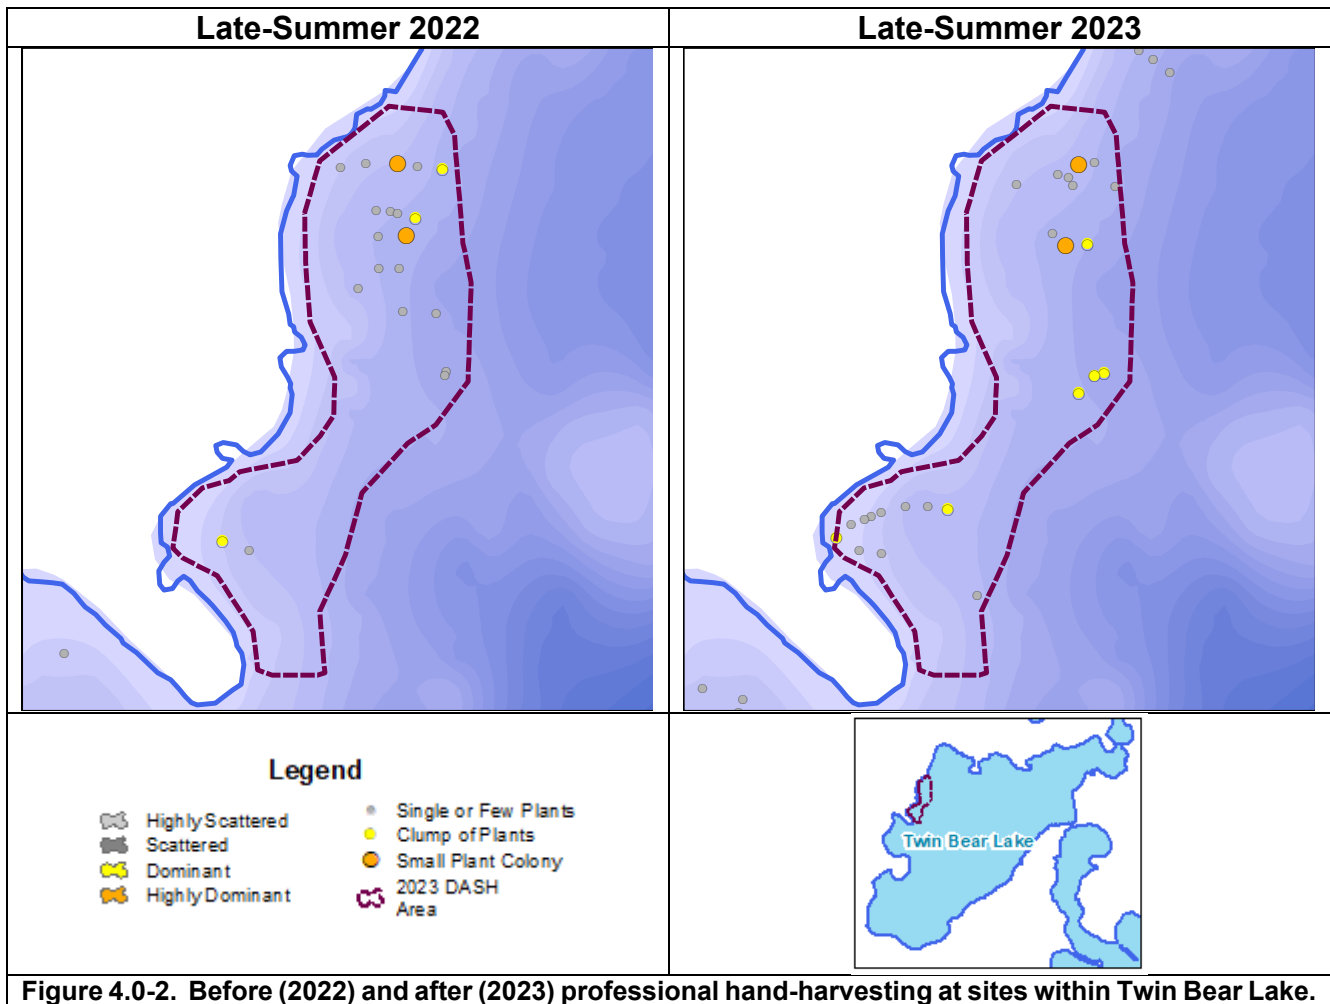 Late-Summer 2022
Late-Summer 2023
Legend
Highly Scattered
Scattered
Dominant
Highly Dominant
Single or Few Plants
Clump of Plants
Small Plant Colony
2023 DASH
Area
Twin Bear Lake
Figure 4.0-2. Before (2022) and after (2023) professional hand-harvesting at sites within Twin Bear Lake.